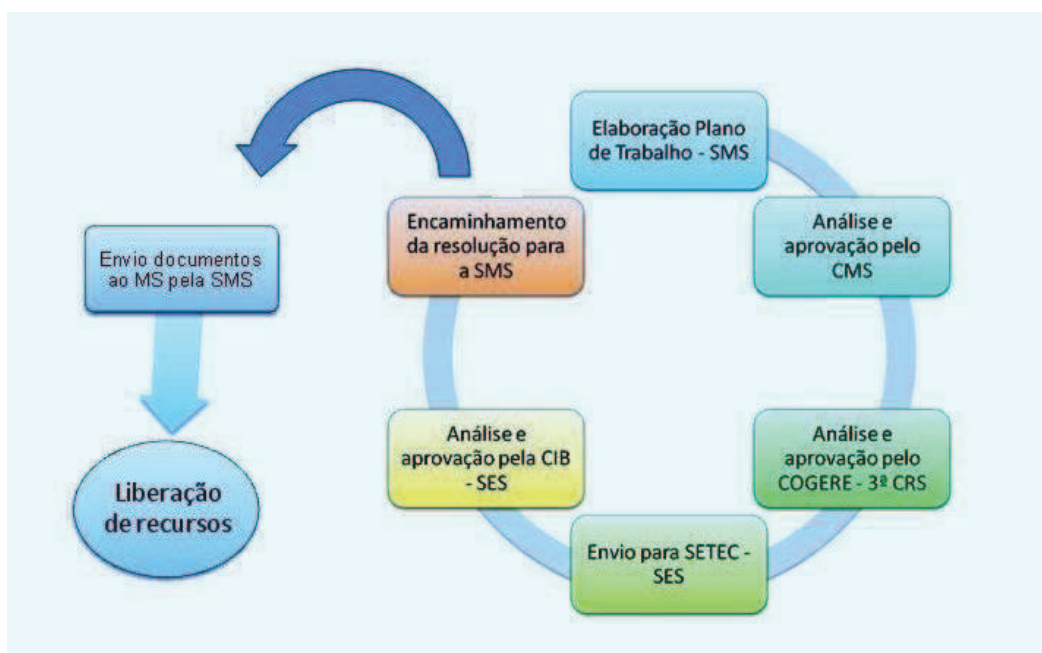 Elaboração Plano
de Trabalho - SMS
Análise e
aprovação pelo
CMS
Análise e
aprovação pelo
COGERE - 3ª CRS
Envio para SETEC -
SES
Análise e
aprovação pela CIB
- SES
Encaminhamento
da resolução para
a SMS
Envio documentos
ao MS pela SMS
Liberação
de recursos